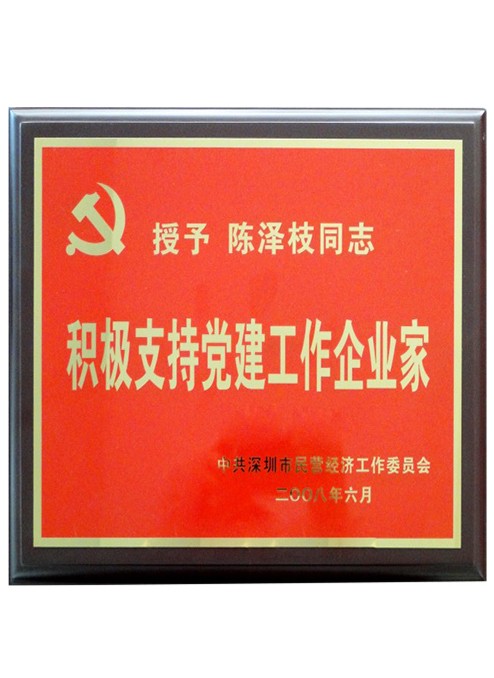 授予 陈泽枝同志
积极支持党建工作企业家
中共深圳市民营经济工作委员会
二〇〇八年六月